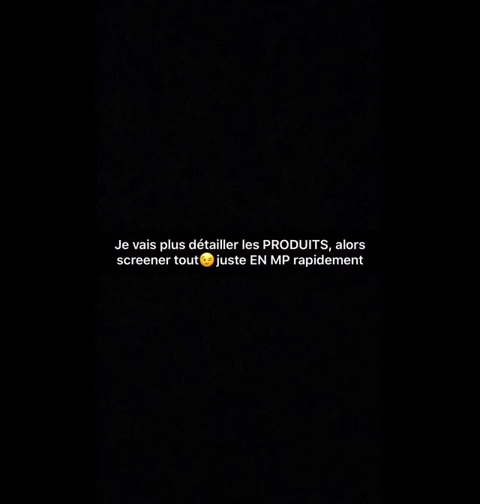 Je vais plus détailler les PRODUITS, alors
screener tout😉juste EN MP rapidement